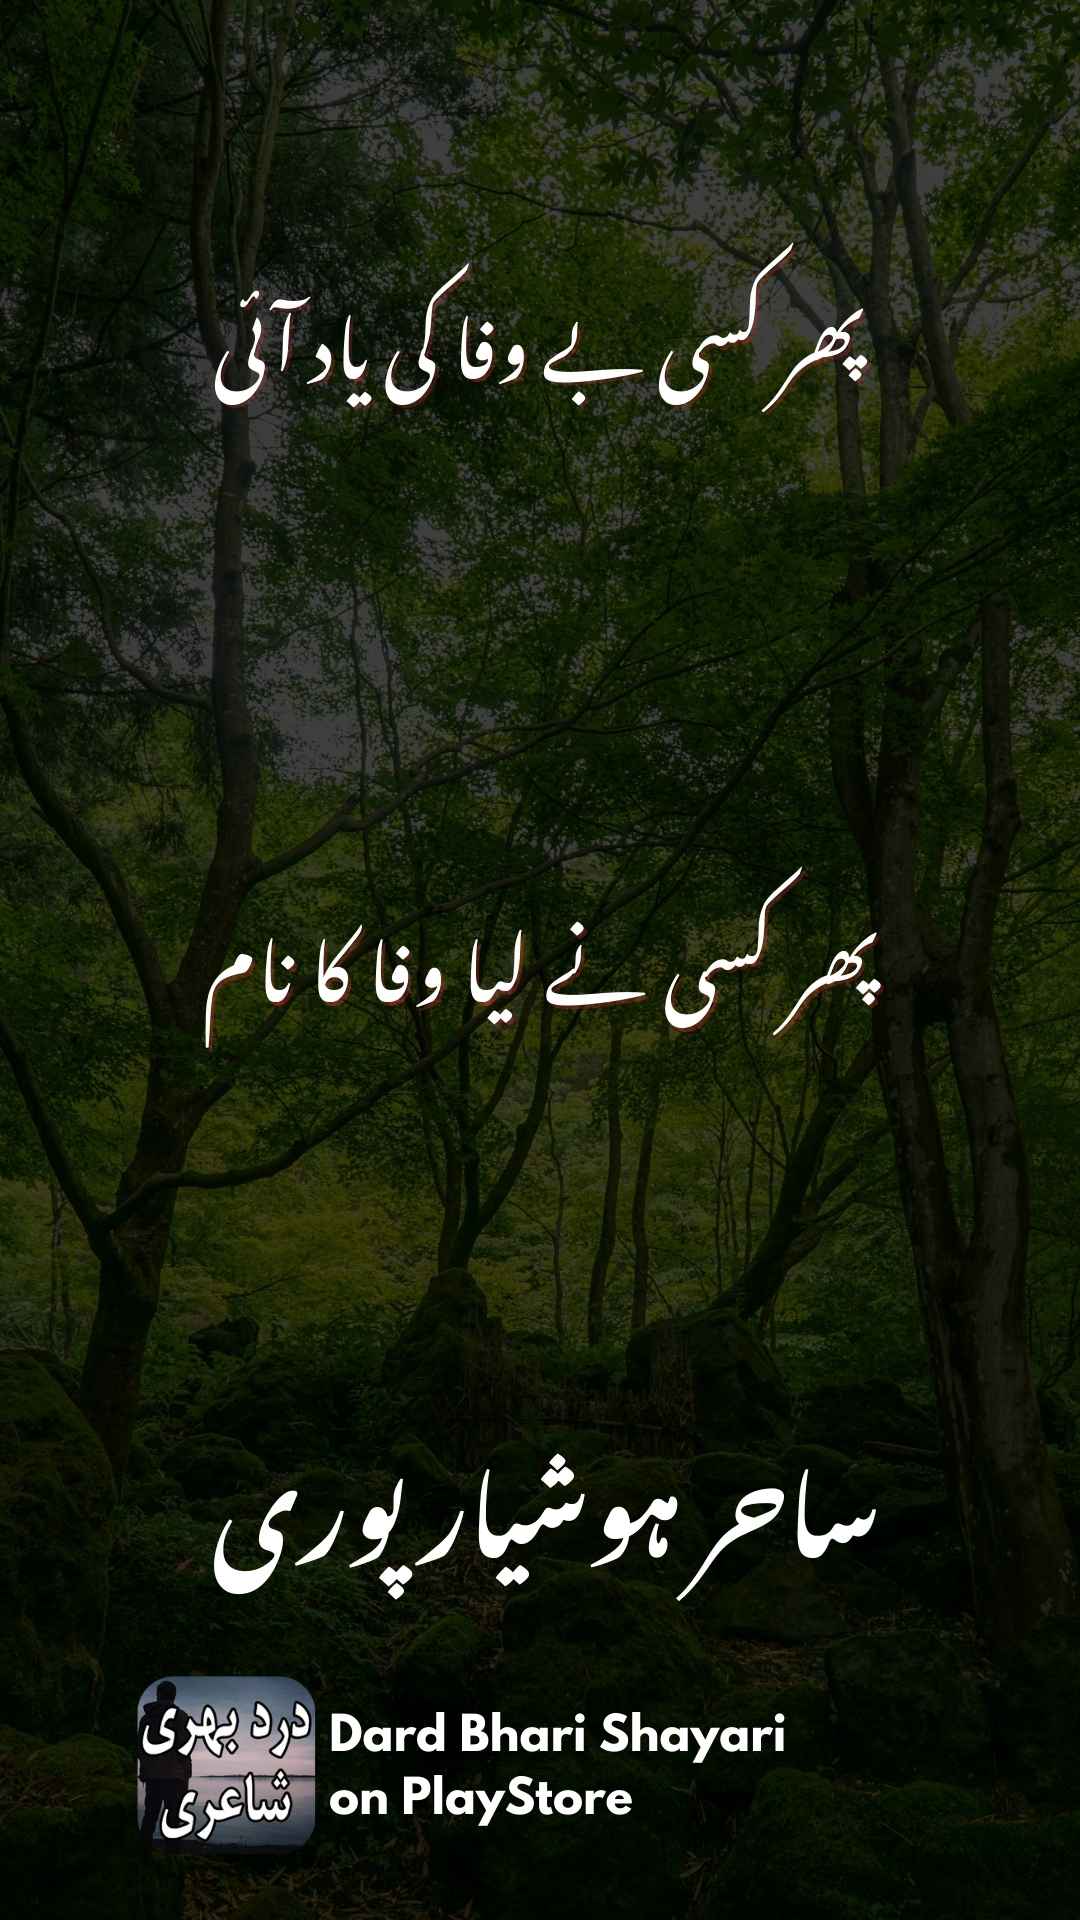 پھر کسی بے وفا کی یاد آئی
پھر کسی نے لیا وفا کا نام
ساحر ہوشیار پوری
درد بھری
شاعری
Dard Bhari Shayari
on PlayStore